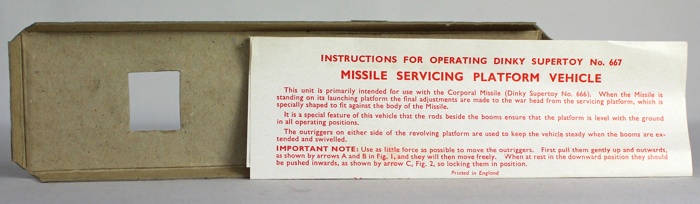 INSTRUCTIONS FOR OPERATING DINKY SUPERTOY No. 667
MISSILE SERVICING PLATFORM VEHICLE
This unit is primarily intended for use with the Corporal Missile (Dinky Supertoy No. 666). When the Missile is
standing on its launching platform the final adjustments are made to the war head from the servicing platform, which is
specially shaped to fit against the body of the Missile.
It is a special feature of this vehicle that the rods beside the booms ensure that the platform is level with the ground
in all operating positions.
The outriggers on either side of the revolving platform are used to keep the vehicle steady when the booms are ex-
tended and swivelled.
IMPORTANT NOTE: Use as little force as possible to move the outriggers. First pull them gently up and outwards,
as shown by arrows A and B in Fig. 1, and they will then move freely. When at rest in the downward position they should
be pushed inwards, as shown by arrow C, Fig. 2, so locking them in position.
Printed in England